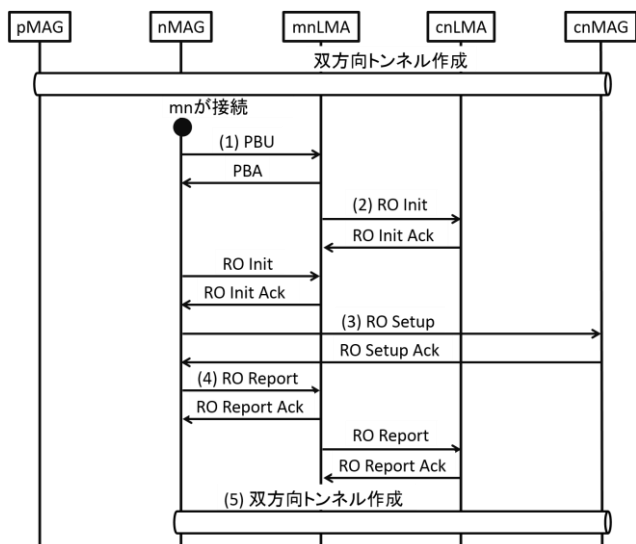 pMAG nMAG mnLMA cnLMA cnMAG
双方向トンネル作成
mnが接続
(1) PBU
PBA
(2) RO Init
RO Init Ack
RO Init
RO Init Ack
(3) RO Setup
RO Setup Ack
(4) RO Report
RO Report Ack
RO Report
RO Report Ack
(5) 双方向トンネル作成